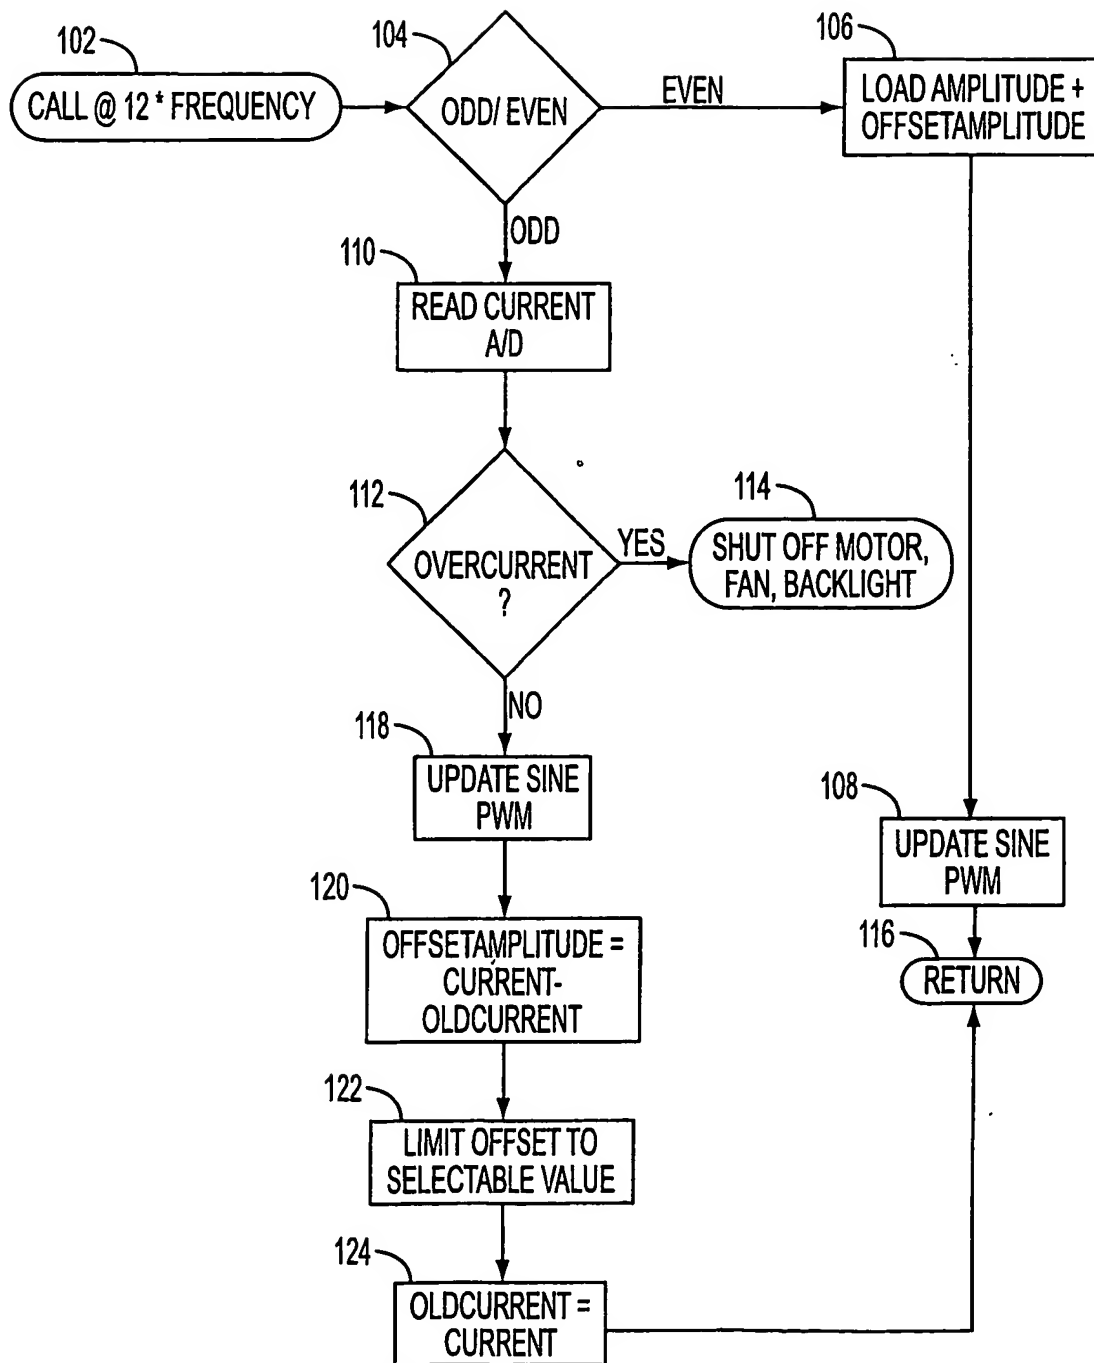 102
CALL @ 12 * FREQUENCY
104
ODD/ EVEN
EVEN
106
LOAD AMPLITUDE +
OFFSETAMPLITUDE
ODD
110
READ CURRENT
A/D
112
OVERCURRENT
?
YES
114
SHUT OFF MOTOR,
FAN, BACKLIGHT
NO
118
UPDATE SINE
PWM
108
UPDATE SINE
PWM
120
OFFSETAMPLITUDE =
CURRENT-
OLDCURRENT
116
RETURN
122
LIMIT OFFSET TO
SELECTABLE VALUE
124
OLDCURRENT =
CURRENT